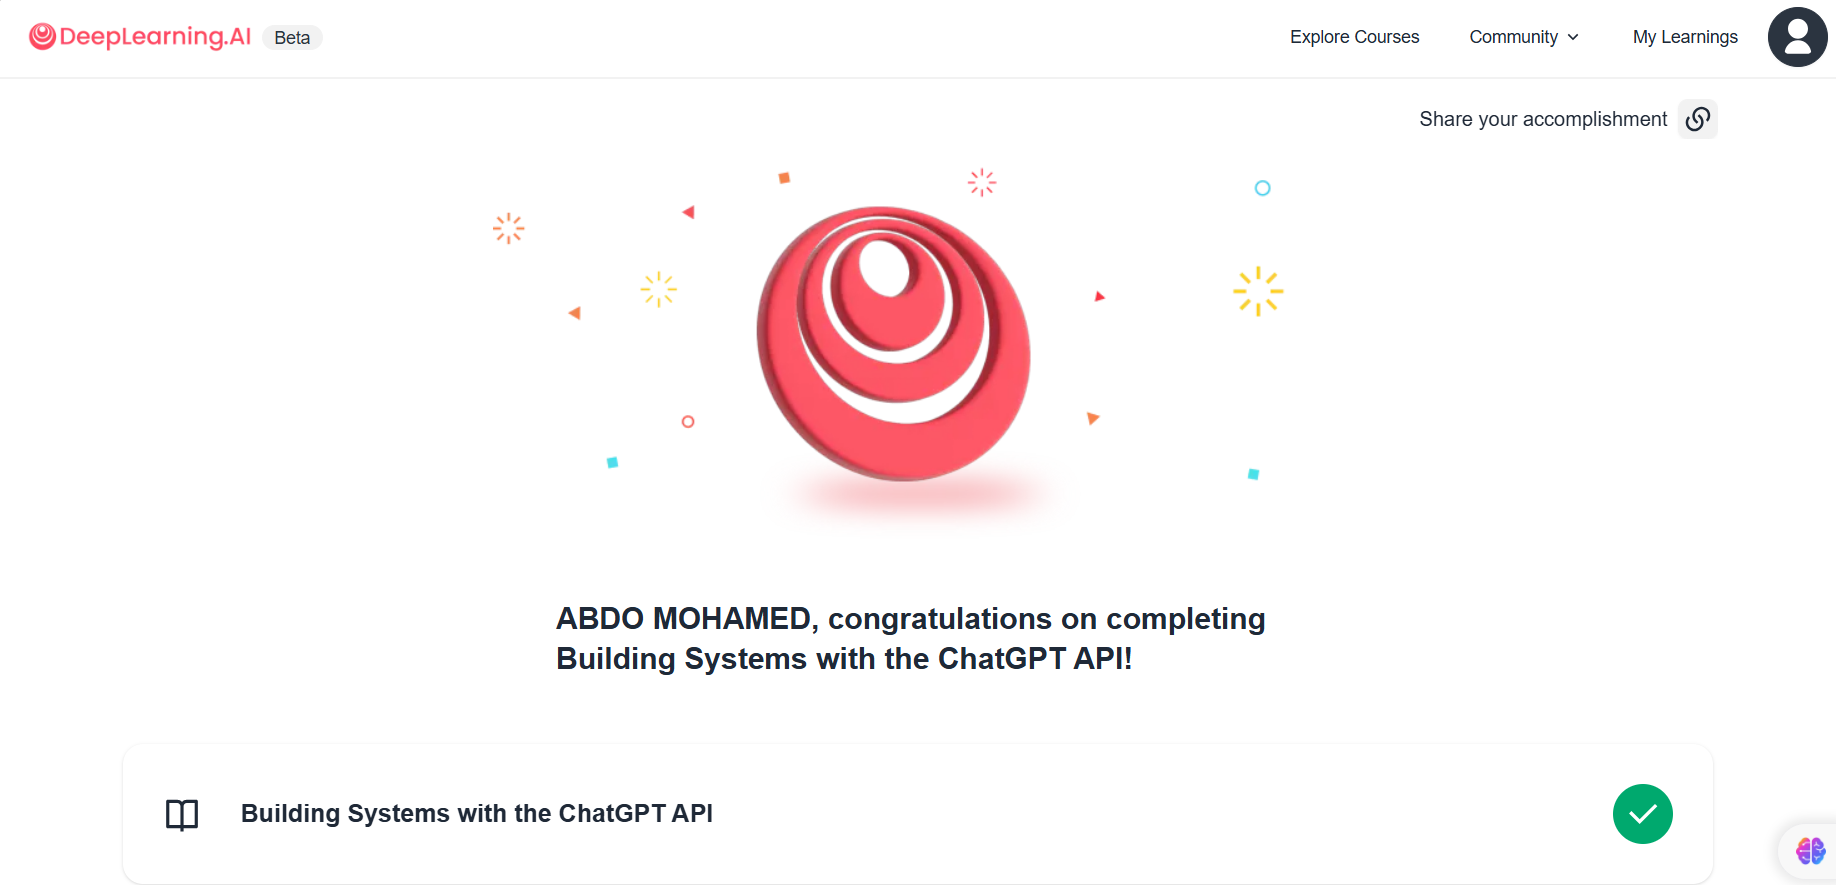 DeepLearning.AI Beta Explore Courses Community My Learnings
Share your accomplishment
ABDO MOHAMED, congratulations on completing
Building Systems with the ChatGPT API!
Building Systems with the ChatGPT API